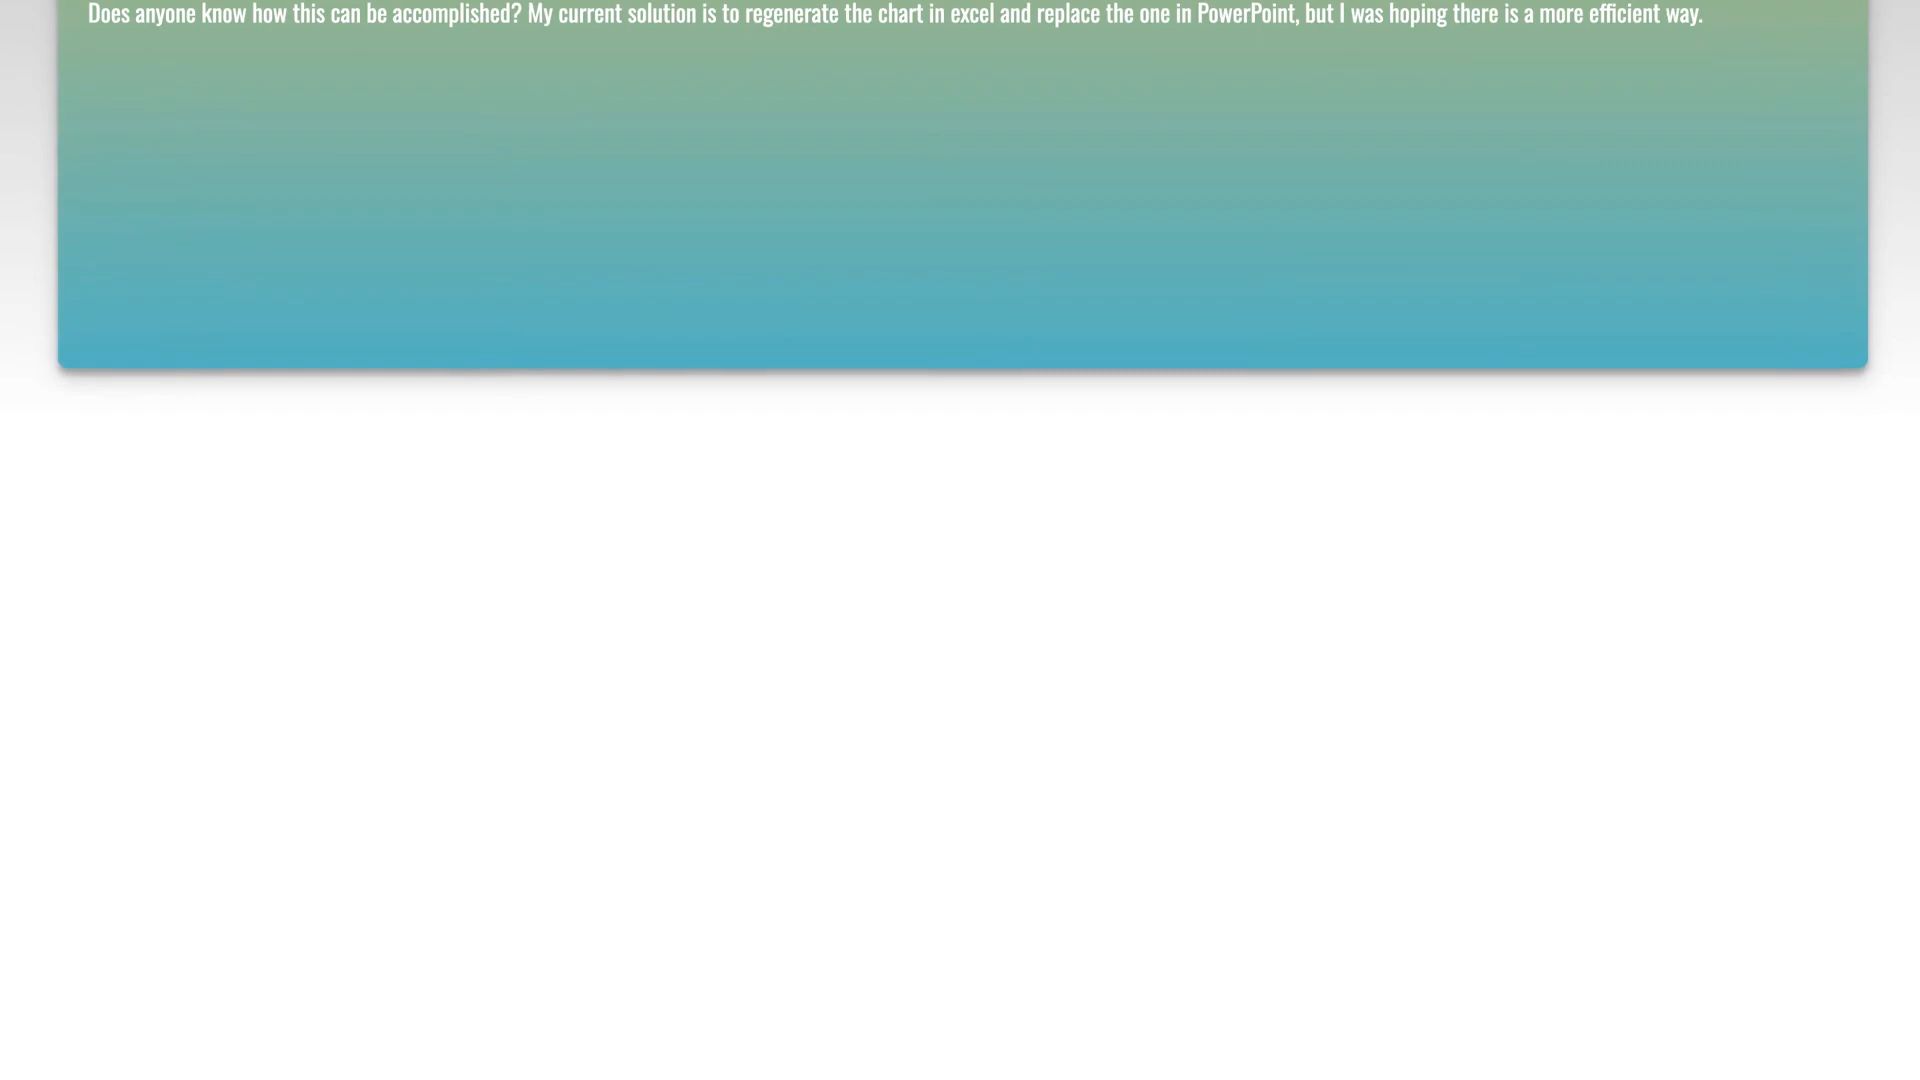 Does anyone know how this can be accomplished? My current solution is to regenerate the chart in excel and replace the one in PowerPoint, but I was hoping there is a more efficient way.